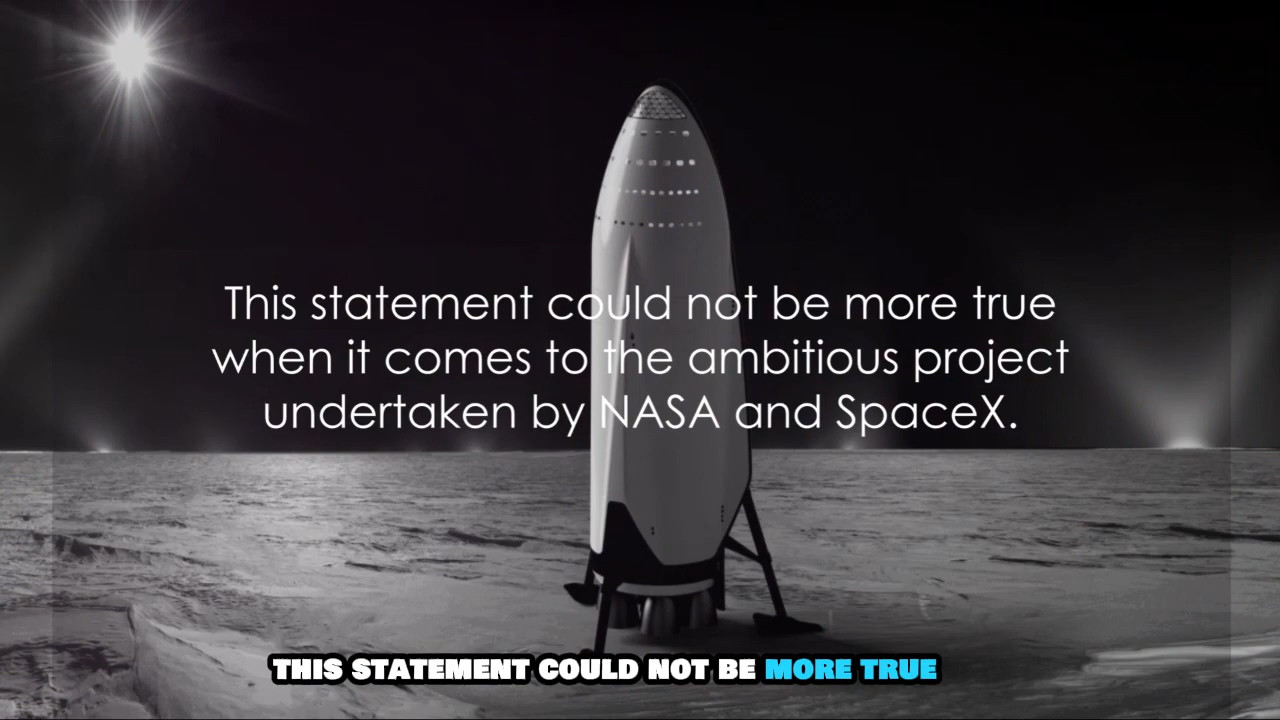 This statement could not be more true
when it comes to the ambitious project
undertaken by NASA and SpaceX.
THIS STATEMENT COULD NOT BE MORE TRUE